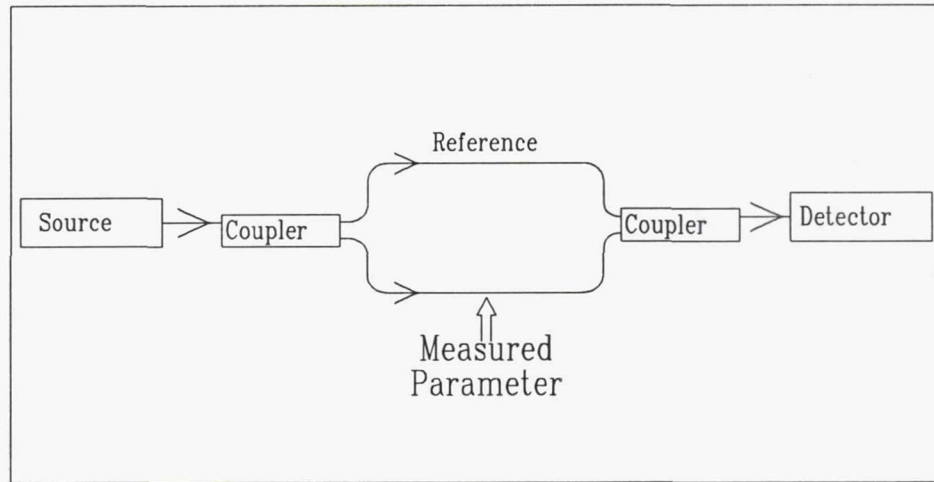 Reference
Source
Coupler
Coupler
Detector
Measured
Parameter